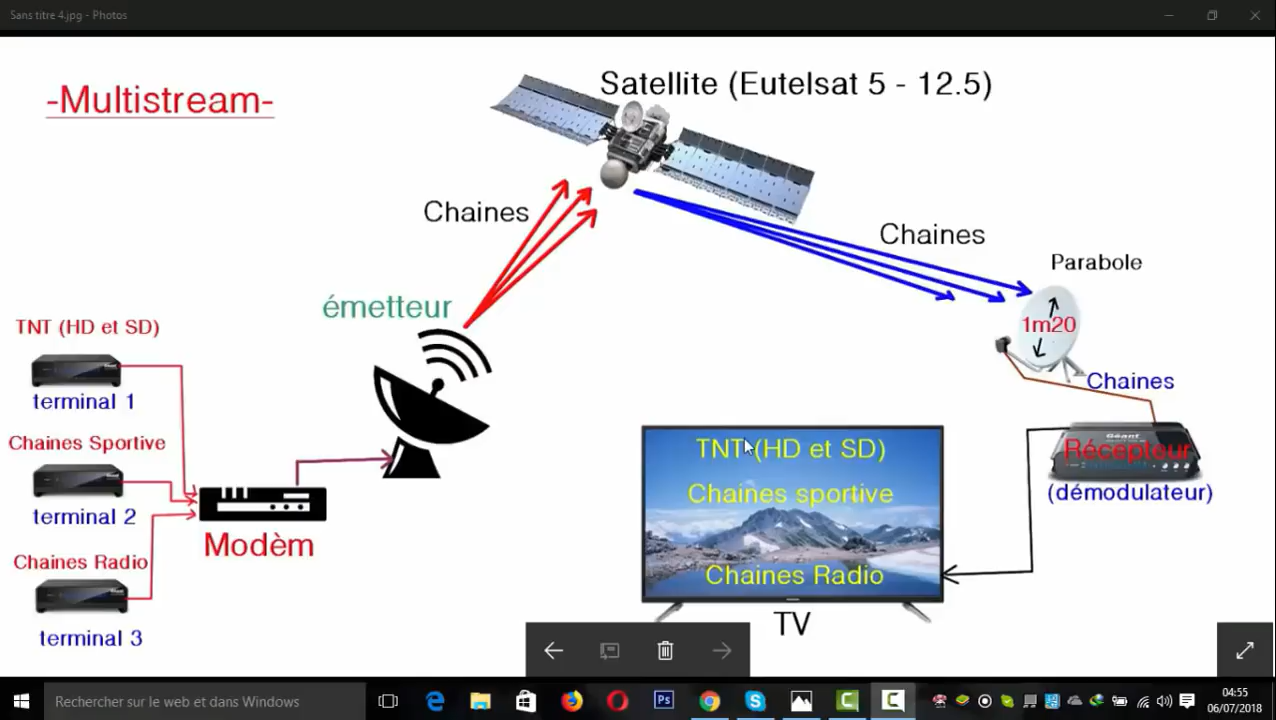 Sans titre 4.jpg - Photos
-Multistream-
Satellite (Eutelsat 5 - 12.5)
Chaines
Chaines
Parabole
1m20
émetteur
TNT (HD et SD)
terminal 1
Chaines Sportive
terminal 2
Chaines Radio
terminal 3
Modèm
Chaines
Géant
Récepteur
(démodulateur)
TNT (HD et SD)
Chaines sportive
Chaines Radio
TV
Rechercher sur le web et dans Windows
Ps
04:55
06/07/2018